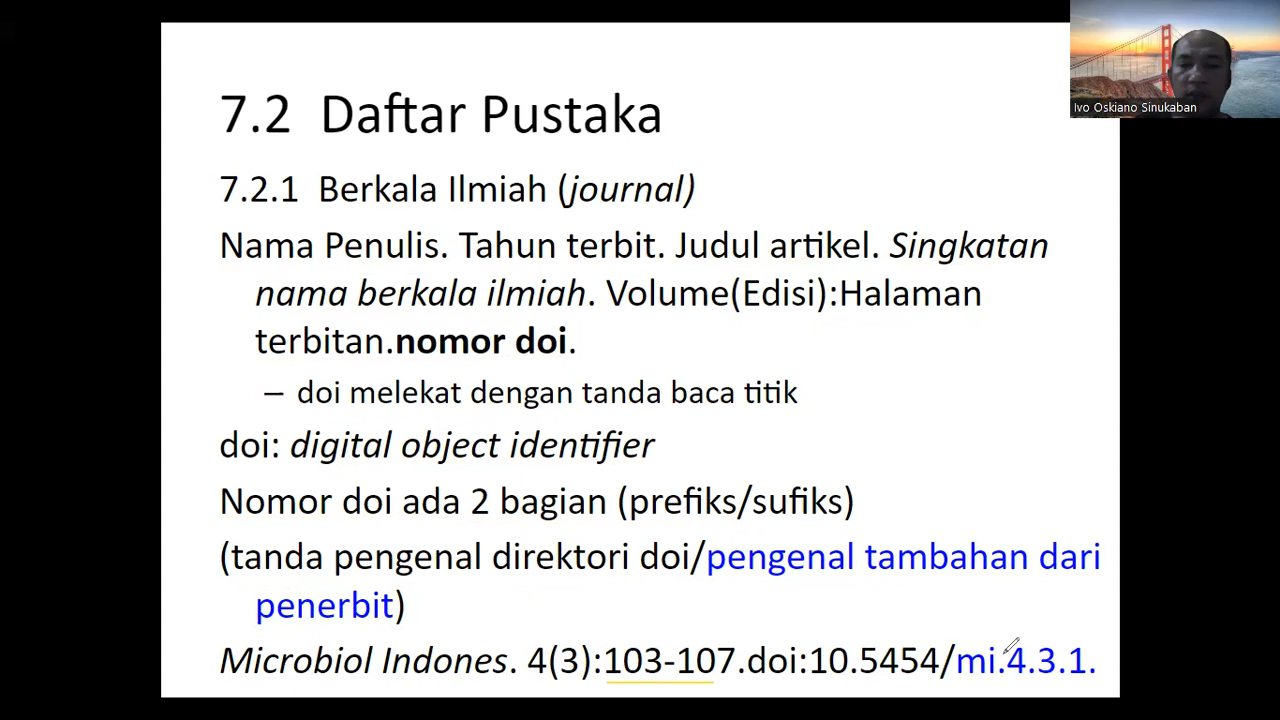 Ivo Oskiano Sinukaban
7.2 Daftar Pustaka
7.2.1 Berkala Ilmiah (journal)
Nama Penulis. Tahun terbit. Judul artikel. Singkatan
nama berkala ilmiah. Volume(Edisi):Halaman
terbitan.nomor doi.
– doi melekat dengan tanda baca titik
doi: digital object identifier
Nomor doi ada 2 bagian (prefiks/sufiks)
(tanda pengenal direktori doi/pengenal tambahan dari
penerbit)
Microbiol Indones. 4(3):103-107.doi:10.5454/mi.4.3.1.